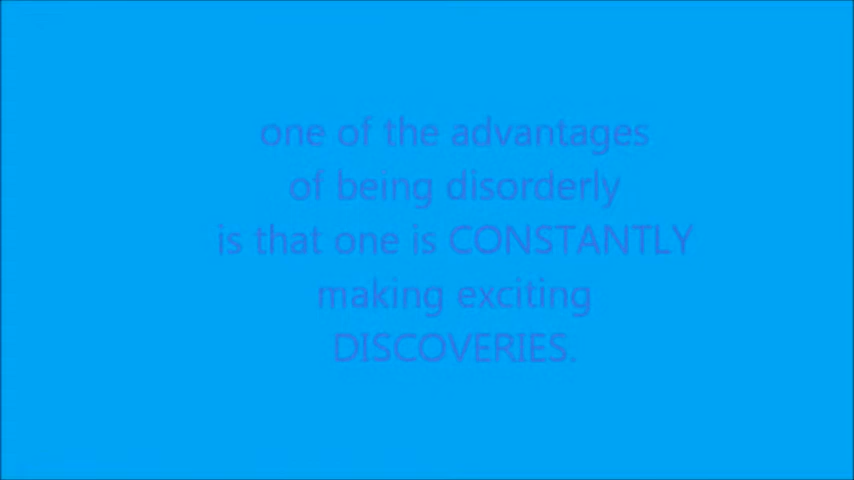 one of the advantages
of being disorderly
is that one is CONSTANTLY
making exciting
DISCOVERIES.